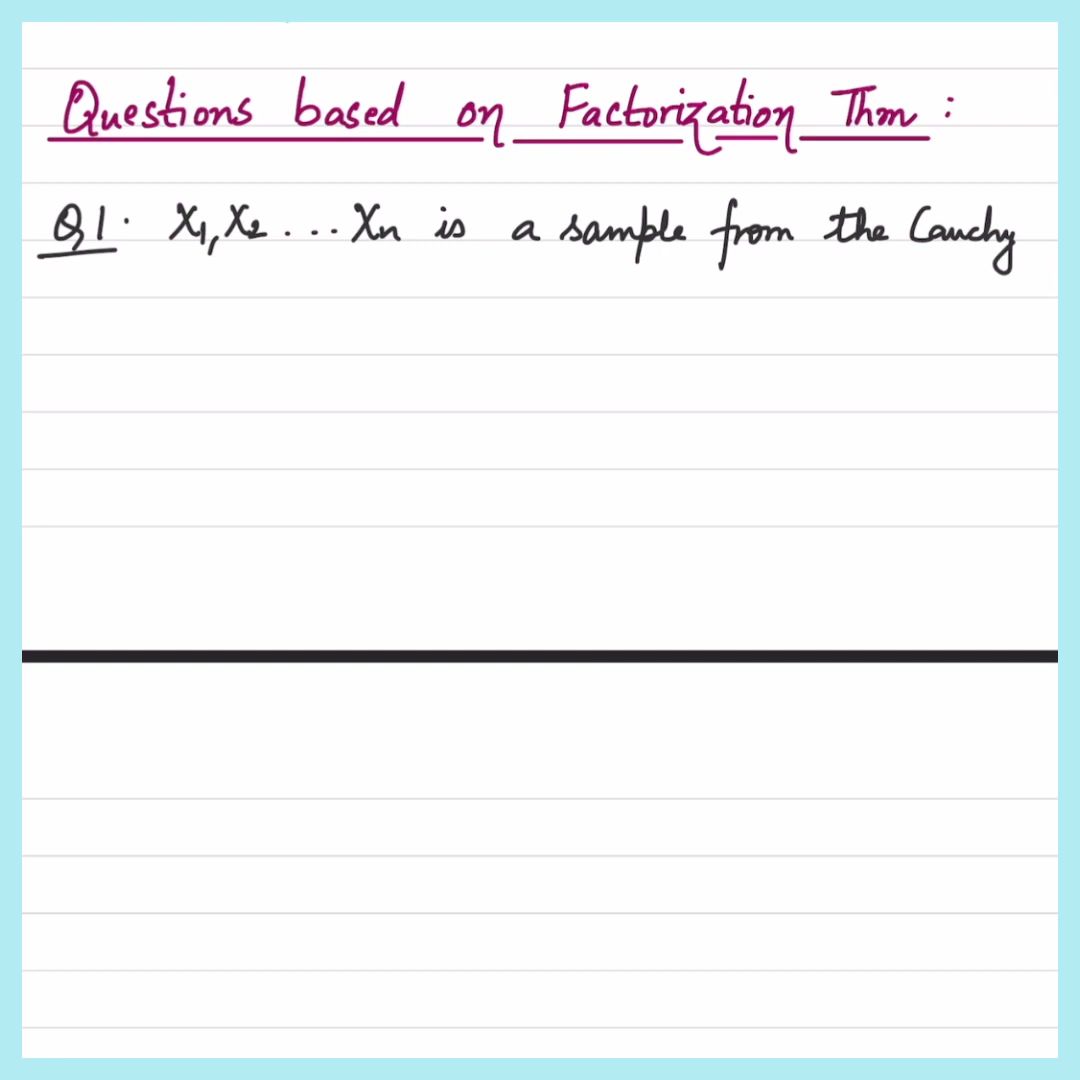 Questions based on Factorization Thm :
Q1. X1, X2 ... Xn is a sample from the Cauchy